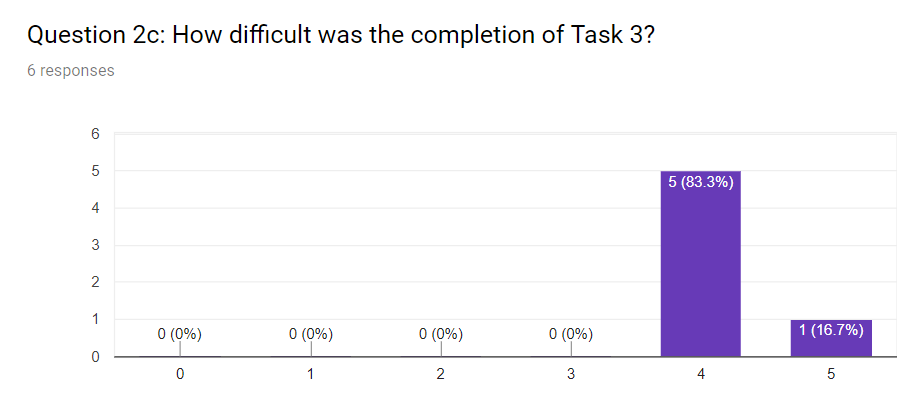 Question 2c: How difficult was the completion of Task 3?
6 responses
6
5
5 (83.3%)
4
3
2
1
0 (0%) 0 (0%) 0 (0%) 0 (0%) 1 (16.7%)
0
0 1 2 3 4 5